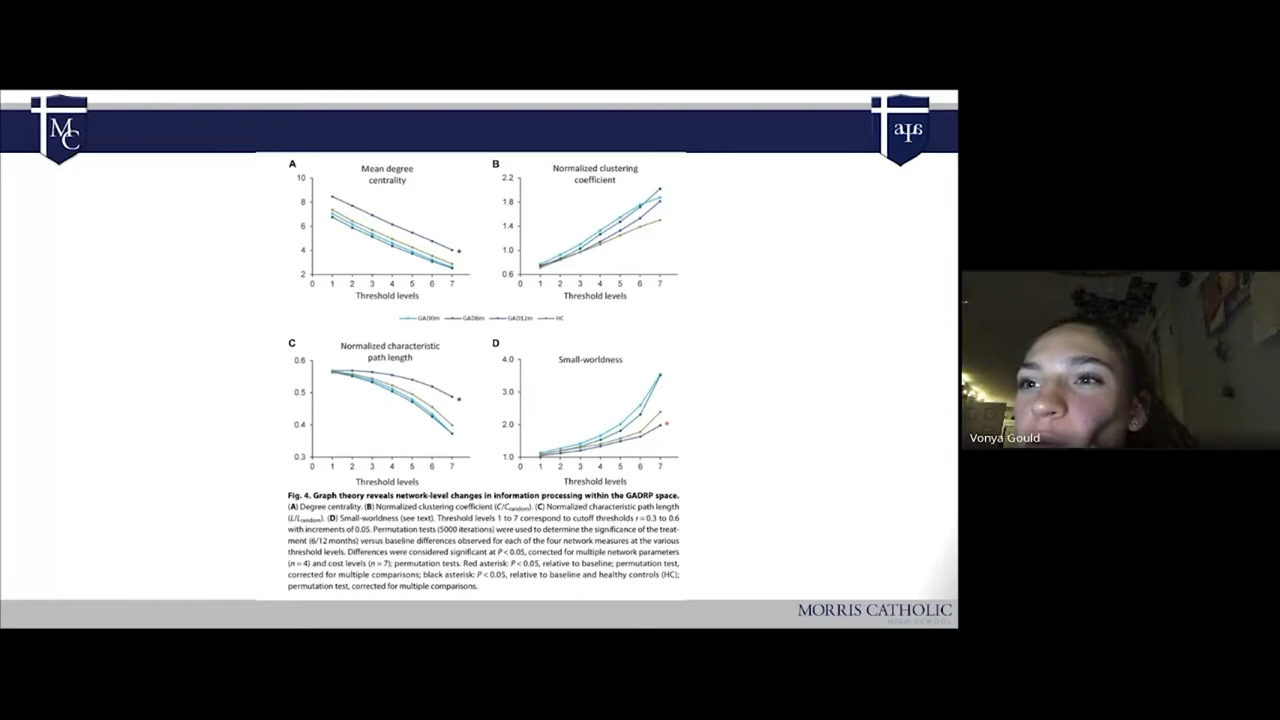 MC
A
Mean degree
centrality
10
8
6
4
2
0 1 2 3 4 5 6 7
Threshold levels
*
B
Normalized clustering
coefficient
2.2
1.8
1.4
1.0
0.6
0 1 2 3 4 5 6 7
Threshold levels
GAD0m GAD6m GAD12m HC
C
Normalized characteristic
path length
0.6
0.5
0.4
0.3
0 1 2 3 4 5 6 7
Threshold levels
*
D
Small-worldness
4.0
3.0
2.0
1.0
0 1 2 3 4 5 6 7
Threshold levels
*
Fig. 4. Graph theory reveals network-level changes in information processing within the GADRP space.
(A) Degree centrality. (B) Normalized clustering coefficient (C/Crandom). (C) Normalized characteristic path length
(L/Lrandom). (D) Small-worldness (see text). Threshold levels 1 to 7 correspond to cutoff thresholds r = 0.3 to 0.6
with increments of 0.05. Permutation tests (5000 iterations) were used to determine the significance of the treat-
ment (6/12 months) versus baseline differences for each of the four network measures at the various
threshold levels. Differences were considered significant at P < 0.05, corrected for multiple network parameters
(n = 4) and cost levels (n = 7); permutation tests. Red asterisk: P < 0.05, relative to baseline; permutation test,
corrected for multiple comparisons; black asterisk: P < 0.05, relative to baseline and healthy controls (HC);
permutation test, corrected for multiple comparisons.
MORRIS CATHOLIC
HIGH SCHOOL
Vonya Gould